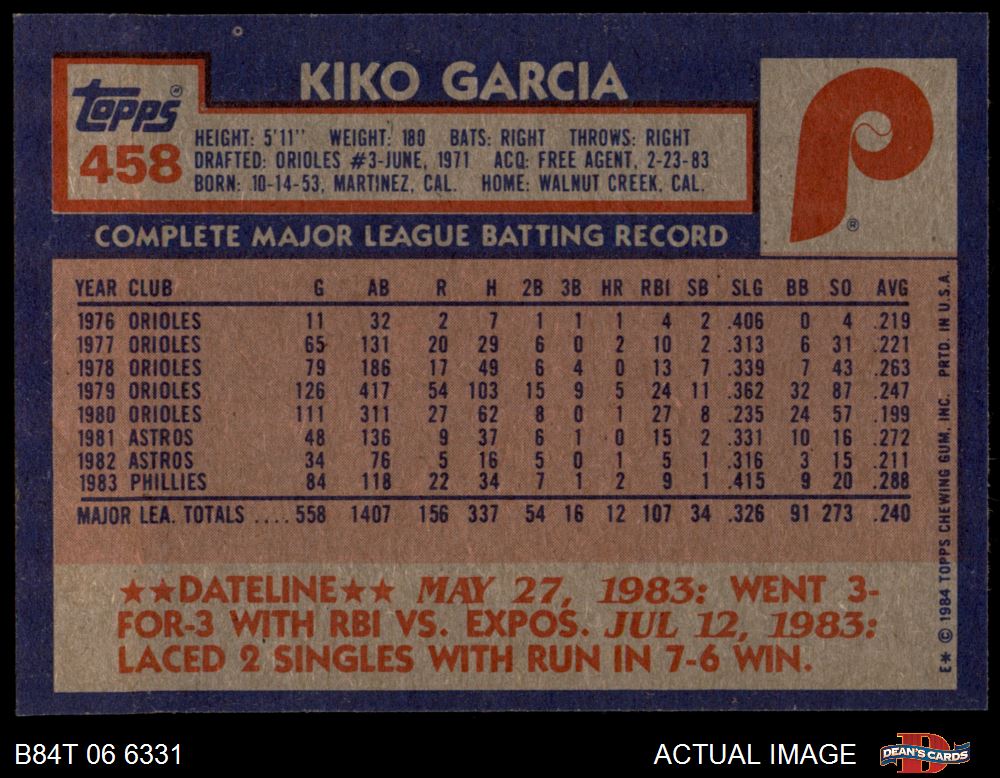 KIKO GARCIA
Topps
458
HEIGHT: 5'11" WEIGHT: 180 BATS: RIGHT THROWS: RIGHT
DRAFTED: ORIOLES #3-JUNE, 1971 ACQ: FREE AGENT, 2-23-83
BORN: 10-14-53, MARTINEZ, CAL. HOME: WALNUT CREEK, CAL.
P ®
COMPLETE MAJOR LEAGUE BATTING RECORD
YEAR CLUB G AB R H 2B 3B HR RBI SB SLG BB SO AVG
1976 ORIOLES 11 32 2 7 1 1 1 4 2 .406 0 4 .219
1977 ORIOLES 65 131 20 29 6 0 2 10 2 .313 6 31 .221
1978 ORIOLES 79 186 17 49 6 4 0 13 7 .339 7 43 .263
1979 ORIOLES 126 417 54 103 15 9 5 24 11 .362 32 87 .247
1980 ORIOLES 111 311 27 62 8 0 1 27 8 .235 24 57 .199
1981 ASTROS 48 136 9 37 6 1 0 15 2 .331 10 16 .272
1982 ASTROS 34 76 5 16 5 0 1 5 1 .316 3 15 .211
1983 PHILLIES 84 118 22 34 7 1 2 9 1 .415 9 20 .288
MAJOR LEA. TOTALS .... 558 1407 156 337 54 16 12 107 34 .326 91 273 .240
★★DATELINE★★ MAY 27, 1983: WENT 3-
FOR-3 WITH RBI VS. EXPOS. JUL 12, 1983:
LACED 2 SINGLES WITH RUN IN 7-6 WIN.
E* © 1984 TOPPS CHEWING GUM, INC. PRTD. IN U.S.A.
B84T 06 6331
ACTUAL IMAGE
DEAN'S CARDS